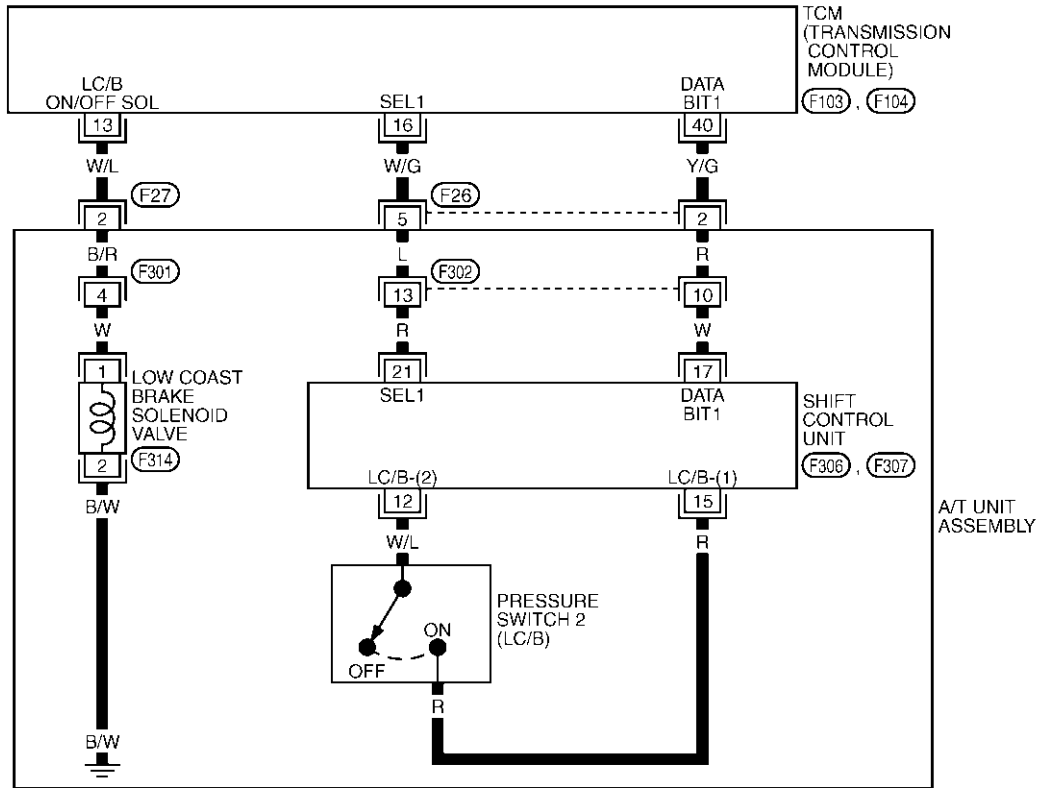 TCM
(TRANSMISSION
CONTROL
MODULE)
F103 , F104
LC/B
ON/OFF SOL
SEL1
DATA
BIT1
13
16
40
W/L
W/G
Y/G
F27
F26
2
5
2
B/R
L
R
F301
F302
4
13
10
W
R
W
1
21
17
LOW COAST
BRAKE
SOLENOID
VALVE
F314
2
SEL1
DATA
BIT1
SHIFT
CONTROL
UNIT
F306 , F307
LC/B-(2)
LC/B-(1)
12
15
B/W
W/L
R
A/T UNIT
ASSEMBLY
PRESSURE
SWITCH 2
(LC/B)
ON
OFF
R
B/W